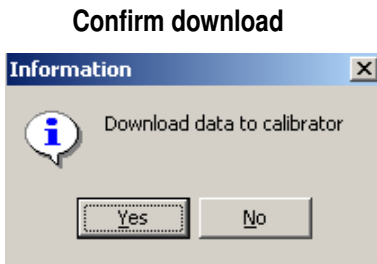 Confirm download
Information
Download data to calibrator
Yes
No